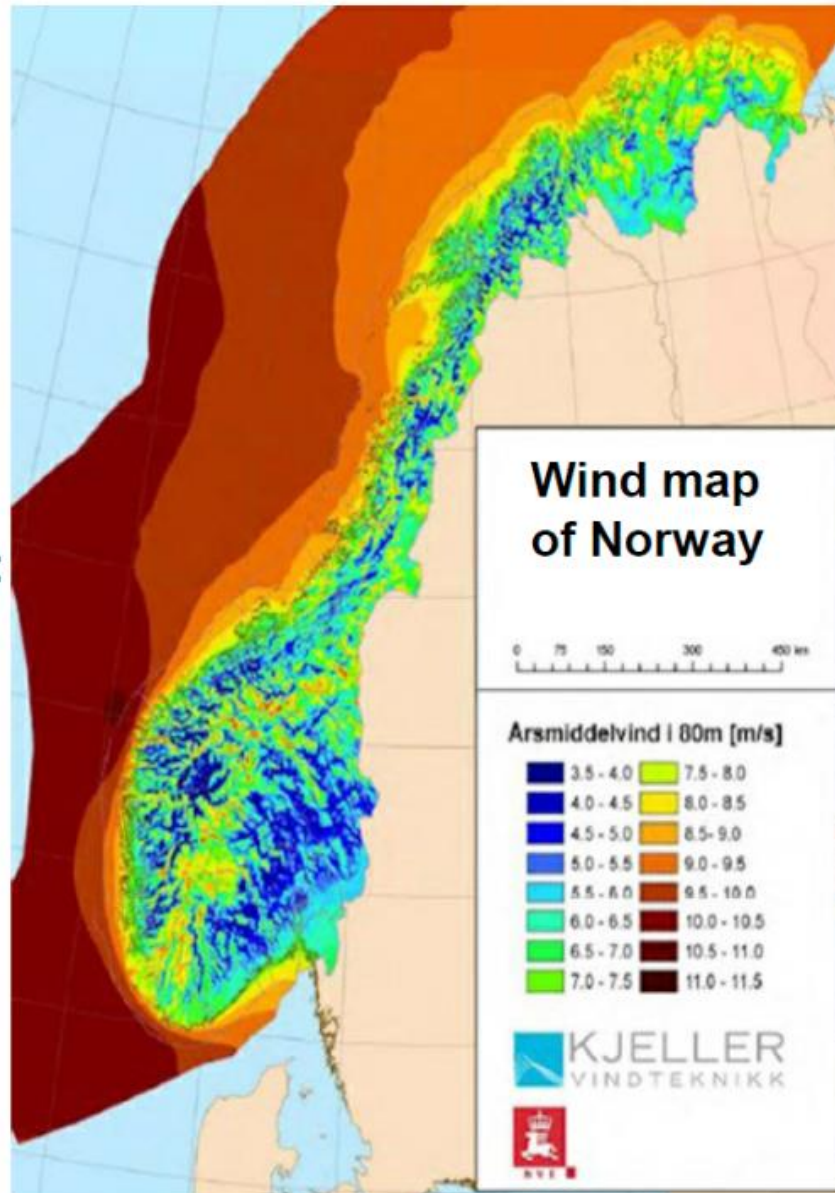 Wind map
of Norway
0 75 150 300 450 km
Årsmiddelvind i 80m [m/s]
3.5 - 4.0 7.5 - 8.0
4.0 - 4.5 8.0 - 8.5
4.5 - 5.0 8.5- 9.0
5.0 - 5.5 9.0 - 9.5
5.5 - 6.0 9.5 - 10.0
6.0 - 6.5 10.0 - 10.5
6.5 - 7.0 10.5 - 11.0
7.0 - 7.5 11.0 - 11.5
KJELLER
VINDTEKNIKK
NVE